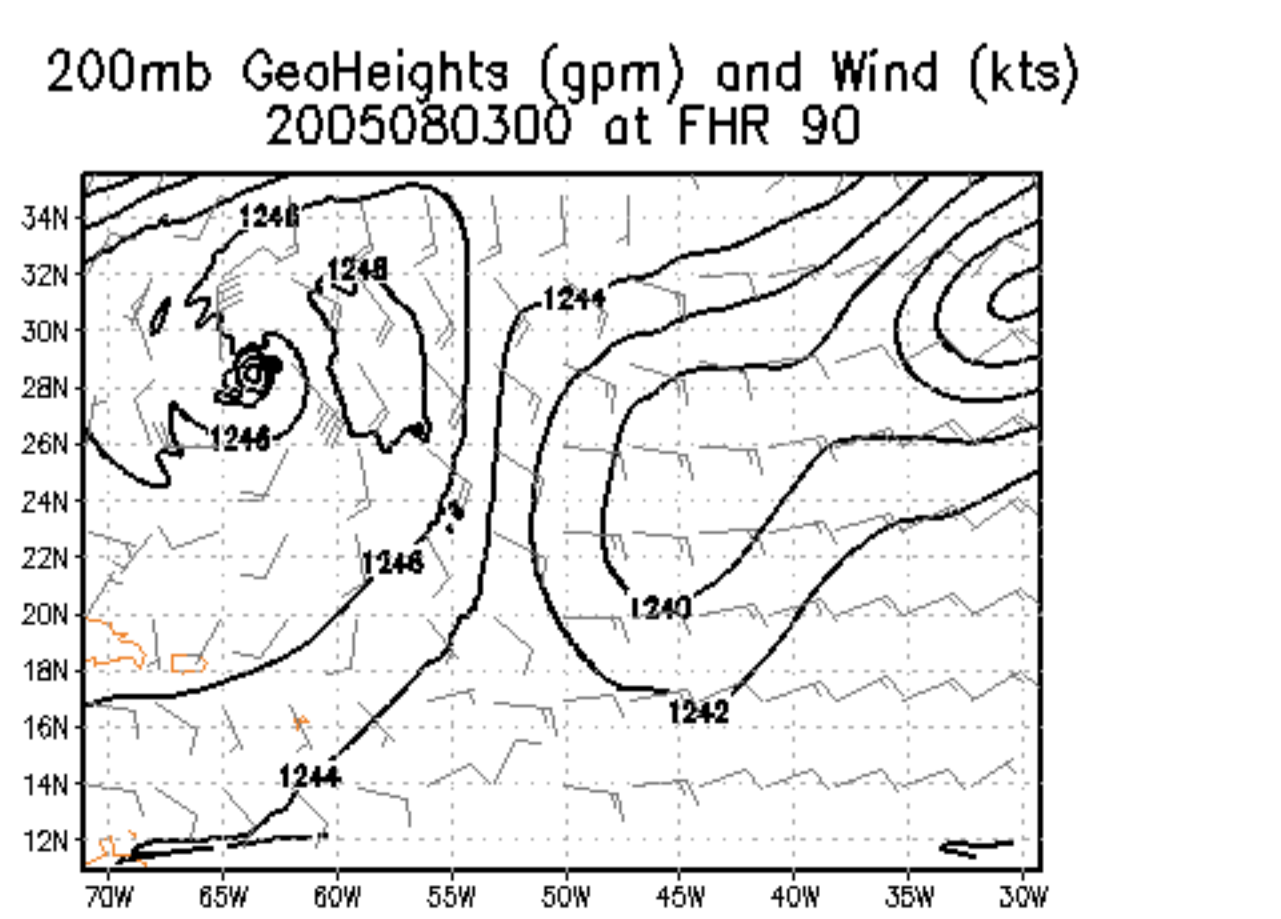 200mb GeoHeights (gpm) and Wind (kts)
2005080300 at FHR 90
34N
1246
32N
1248
1244
30N
28N
26N
1246
24N
22N
1246
20N
1240
18N
16N
1242
14N
1244
12N
70W 65W 60W 55W 50W 45W 40W 35W 30W